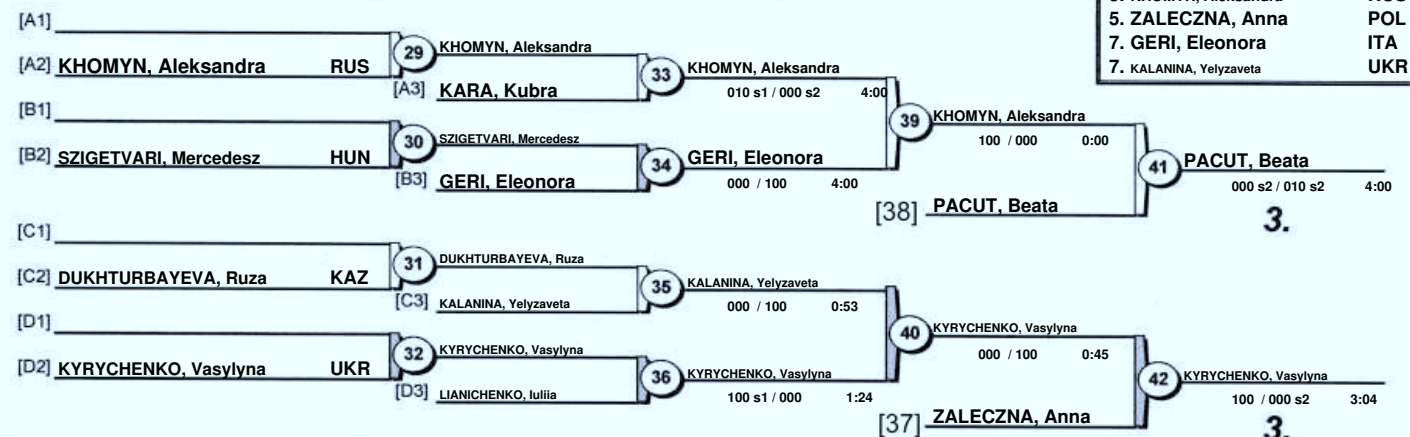 5. ZALECZNA, Anna POL
7. GERI, Eleonora ITA
7. KALANINA, Yelyzaveta UKR
[A1]
[A2] KHOMYN, Aleksandra RUS
29 KHOMYN, Aleksandra
[A3] KARA, Kubra
33 KHOMYN, Aleksandra
010 s1 / 000 s2 4:00
[B1]
[B2] SZIGETVARI, Mercedesz HUN
30 SZIGETVARI, Mercedesz
[B3] GERI, Eleonora
34 GERI, Eleonora
000 / 100 4:00
39 KHOMYN, Aleksandra
100 / 000 0:00
[38] PACUT, Beata
41 PACUT, Beata
000 s2 / 010 s2 4:00
3.
[C1]
[C2] DUKHTURBAYEVA, Ruza KAZ
31 DUKHTURBAYEVA, Ruza
[C3] KALANINA, Yelyzaveta
35 KALANINA, Yelyzaveta
000 / 100 0:53
[D1]
[D2] KYRYCHENKO, Vasylyna UKR
32 KYRYCHENKO, Vasylyna
[D3] LIANICHENKO, Iuliia
36 KYRYCHENKO, Vasylyna
100 s1 / 000 1:24
40 KYRYCHENKO, Vasylyna
000 / 100 0:45
[37] ZALECZNA, Anna
42 KYRYCHENKO, Vasylyna
100 / 000 s2 3:04
3.